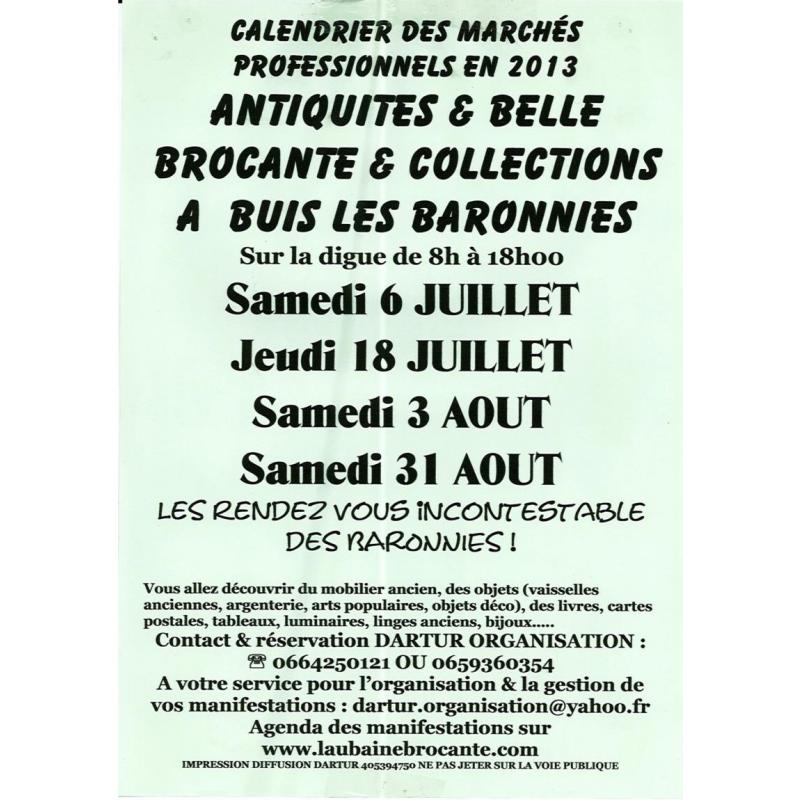 CALENDRIER DES MARCHÉS
PROFESSIONNELS EN 2013
ANTIQUITES & BELLE
BROCANTE & COLLECTIONS
A BUIS LES BARONNIES
Sur la digue de 8h à 18h00
Samedi 6 JUILLET
Jeudi 18 JUILLET
Samedi 3 AOUT
Samedi 31 AOUT
LES RENDEZ VOUS INCONTESTABLE
DES BARONNIES !
Vous allez découvrir du mobilier ancien, des objets (vaisselles
anciennes, argenterie, arts populaires, objets déco), des livres, cartes
postales, tableaux, luminaires, linges anciens, bijoux.....
Contact & réservation DARTUR ORGANISATION :
☎ 0664250121 OU 0659360354
A votre service pour l'organisation & la gestion de
vos manifestations : dartur.organisation@yahoo.fr
Agenda des manifestations sur
www.laubainebrocante.com
IMPRESSION DIFFUSION DARTUR 405394750 NE PAS JETER SUR LA VOIE PUBLIQUE